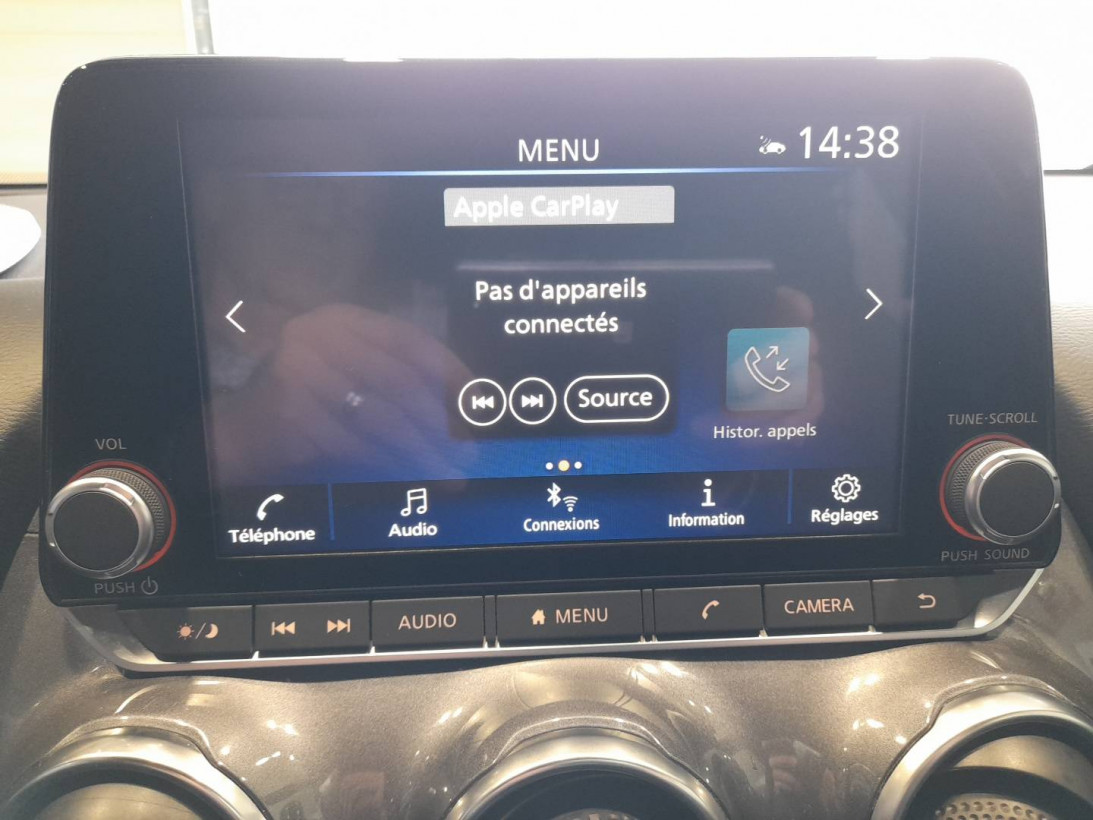 MENU
14:38
Apple CarPlay
Pas d'appareils
connectés
Source
Histor. appels
Téléphone
Audio
Connexions
Information
Réglages
VOL
PUSH
TUNE-SCROLL
PUSH SOUND
AUDIO
MENU
CAMERA